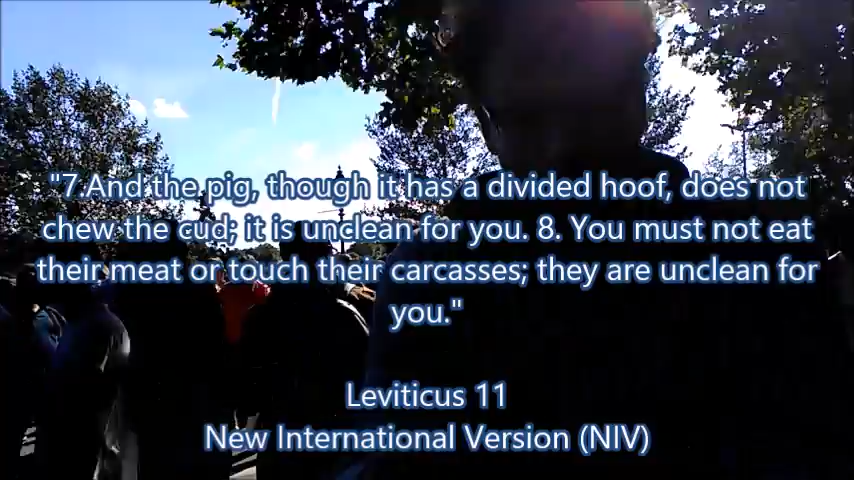 "7.And the pig, though it has a divided hoof, does not
chew the cud; it is unclean for you. 8. You must not eat
their meat or touch their carcasses; they are unclean for
you."
Leviticus 11
New International Version (NIV)